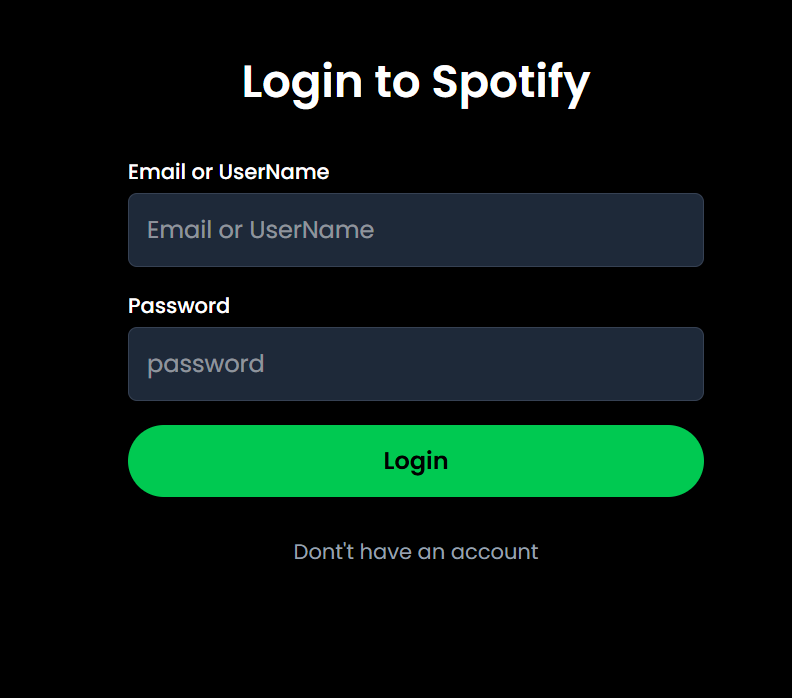 Login to Spotify
Email or UserName
Email or UserName
Password
password
Login
Dont't have an account